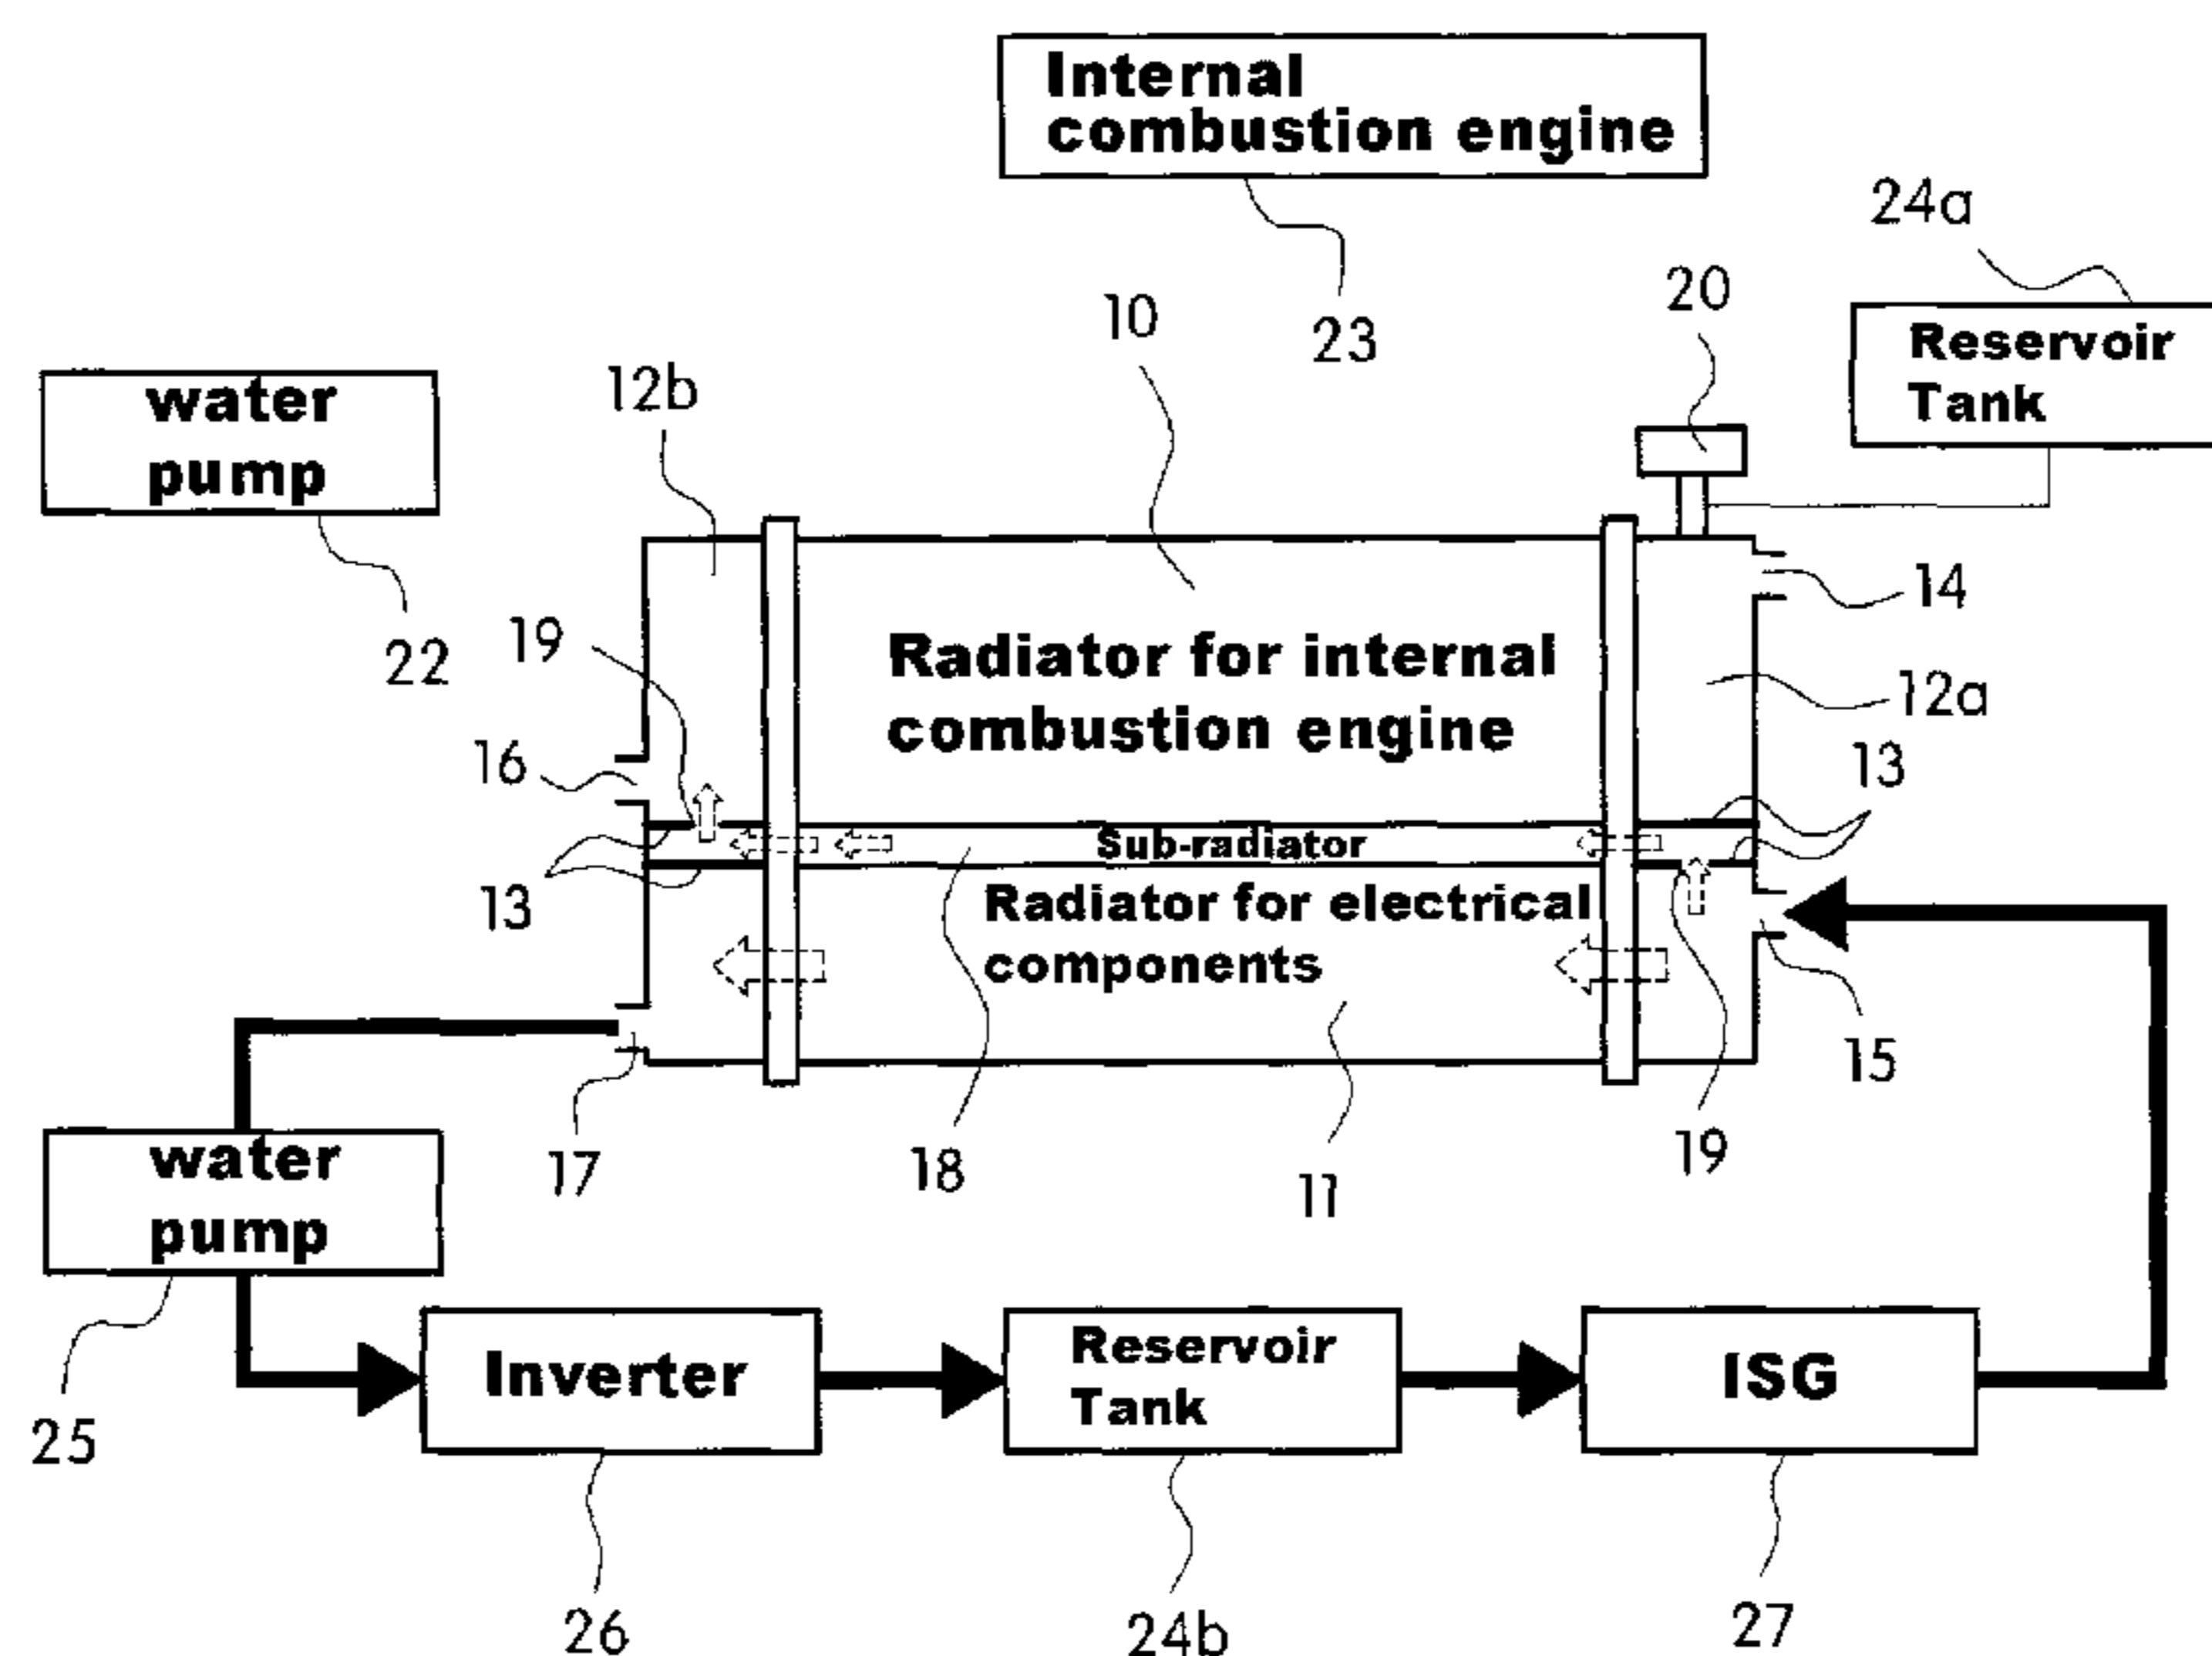 Internal
combustion engine
24a
20
10
23
Reservoir
Tank
12b
water
pump
14
19
22
Radiator for internal
combustion engine
12a
16
13
Sub-radiator
13
Radiator for electrical
components
15
17
18
19
11
water
pump
25
Inverter
Reservoir
Tank
ISG
26
24b
27